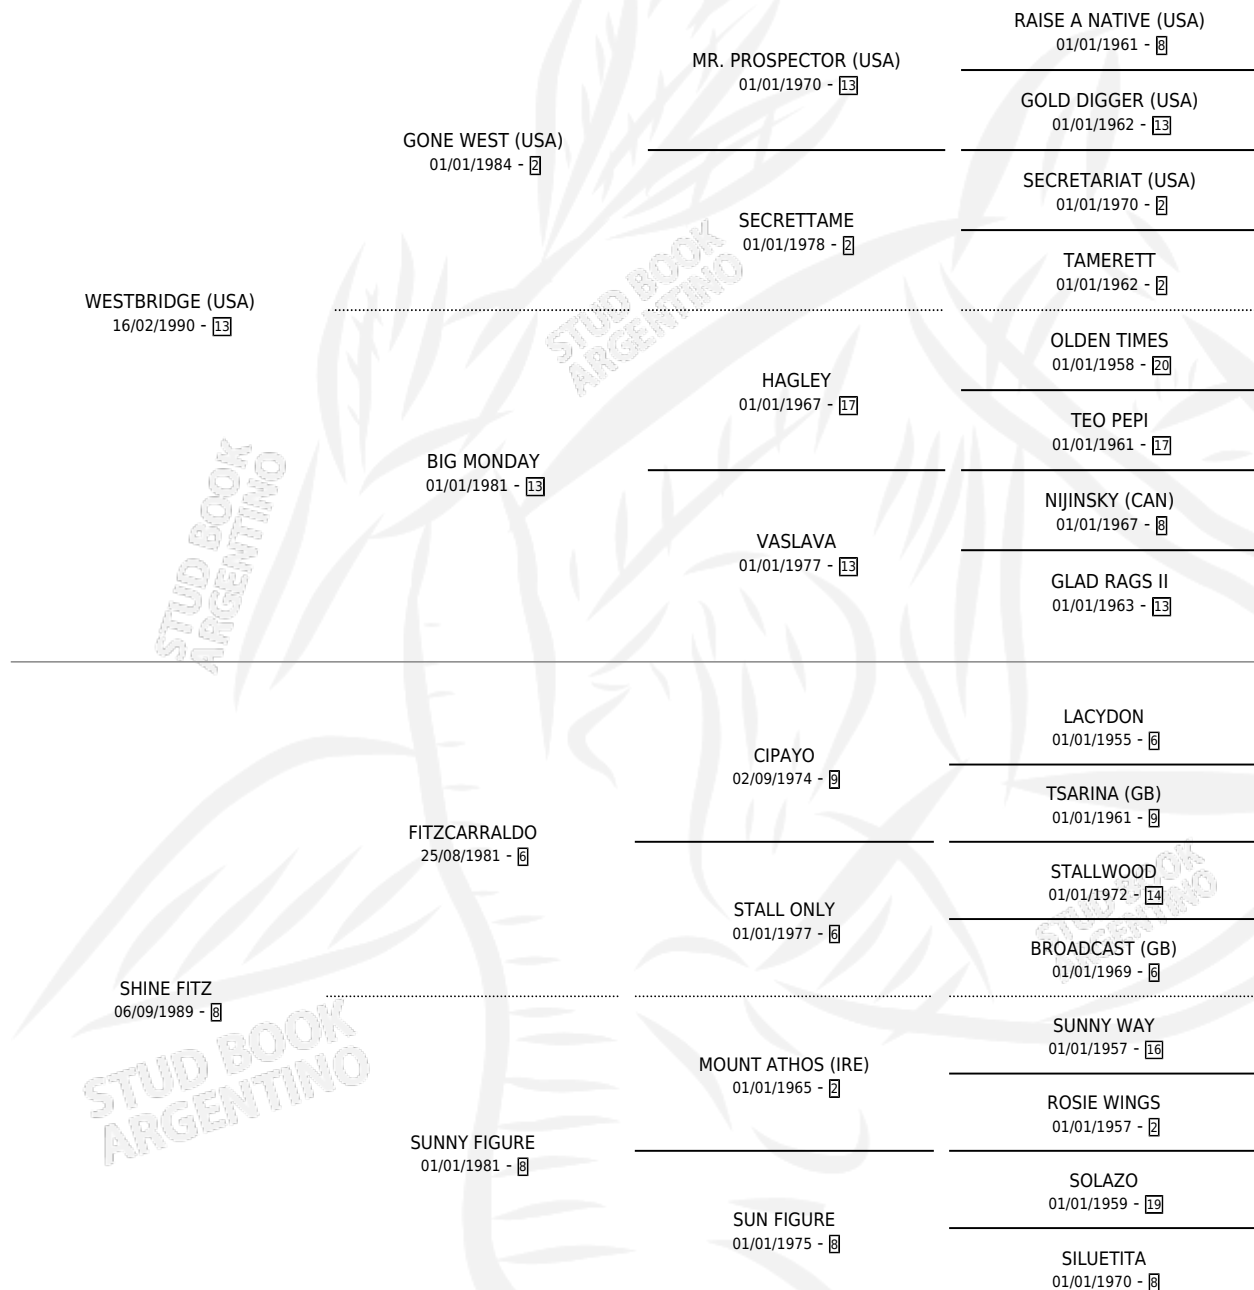 RAISE A NATIVE (USA)
01/01/1961 - 8
MR. PROSPECTOR (USA)
01/01/1970 - 13
GOLD DIGGER (USA)
01/01/1962 - 13
GONE WEST (USA)
01/01/1984 - 2
SECRETARIAT (USA)
01/01/1970 - 2
SECRETTAME
01/01/1978 - 2
TAMERETT
01/01/1962 - 2
WESTBRIDGE (USA)
16/02/1990 - 13
OLDEN TIMES
01/01/1958 - 20
HAGLEY
01/01/1967 - 17
TEO PEPI
01/01/1961 - 17
BIG MONDAY
01/01/1981 - 13
NIJINSKY (CAN)
01/01/1967 - 8
VASLAVA
01/01/1977 - 13
GLAD RAGS II
01/01/1963 - 13
LACYDON
01/01/1955 - 6
CIPAYO
02/09/1974 - 9
TSARINA (GB)
01/01/1961 - 9
FITZCARRALDO
25/08/1981 - 6
STALLWOOD
01/01/1972 - 14
STALL ONLY
01/01/1977 - 6
BROADCAST (GB)
01/01/1969 - 6
SHINE FITZ
06/09/1989 - 8
SUNNY WAY
01/01/1957 - 16
MOUNT ATHOS (IRE)
01/01/1965 - 2
ROSIE WINGS
01/01/1957 - 2
SUNNY FIGURE
01/01/1981 - 8
SOLAZO
01/01/1959 - 19
SUN FIGURE
01/01/1975 - 8
SILUETITA
01/01/1970 - 8
STUD BOOK
ARGENTINO
STUD BOOK
ARGENTINO
STUD BOOK
ARGENTINO
STUD BOOK
ARGENTINO